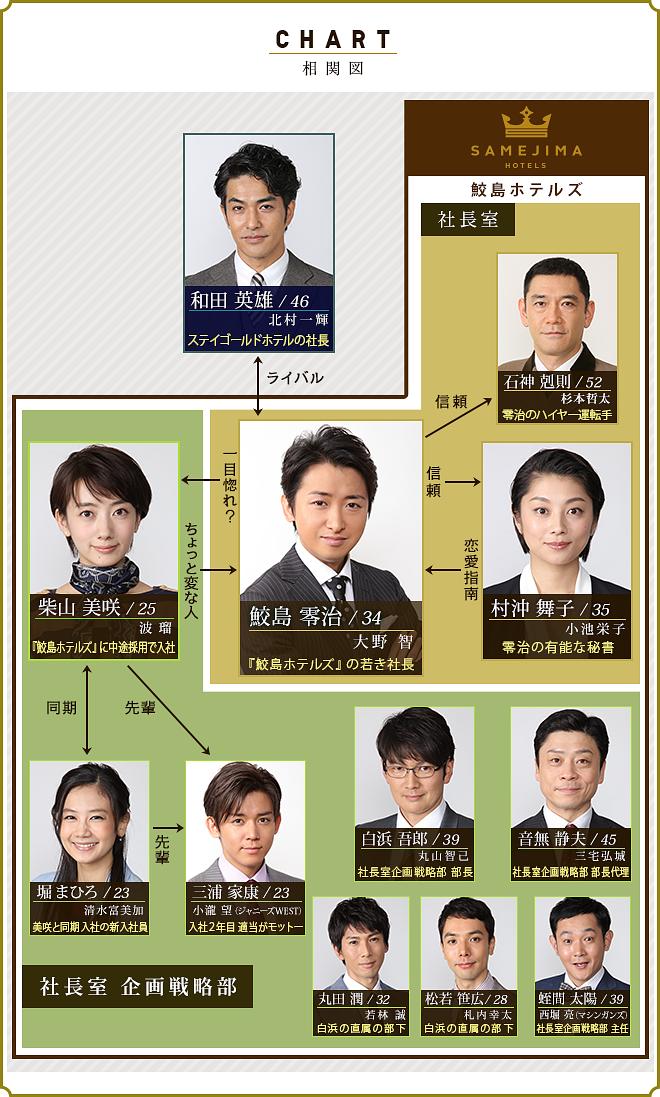 CHART
相関図
SAMEJIMA
HOTELS
鮫島ホテルズ
社長室
和田 英雄 / 46
北村一輝
ステイゴールドホテルの社長
ライバル
石神 剋則 / 52
杉本哲太
零治のハイヤー運転手
信頼
信頼
一目惚れ？
ちょっと変な人
恋愛指南
柴山 美咲 / 25
波 瑠
『鮫島ホテルズ』に中途採用で入社
鮫島 零治 / 34
大野 智
『鮫島ホテルズ』の若き社長
村沖 舞子 / 35
小池栄子
零治の有能な秘書
同期
先輩
堀 まひろ / 23
清水富美加
美咲と同期入社の新入社員
先輩
三浦 家康 / 23
小瀧 望 (ジャニーズWEST)
入社2年目 適当がモットー
白浜 吾郎 / 39
丸山智己
社長室企画戦略部 部長
音無 静夫 / 45
三宅弘城
社長室企画戦略部 部長代理
丸田 潤 / 32
若林 誠
白浜の直属の部下
松若 笹広 / 28
札内幸太
白浜の直属の部下
蛭間 太陽 / 39
西堀 亮 (マシンガンズ)
社長室企画戦略部 主任
社長室 企画戦略部